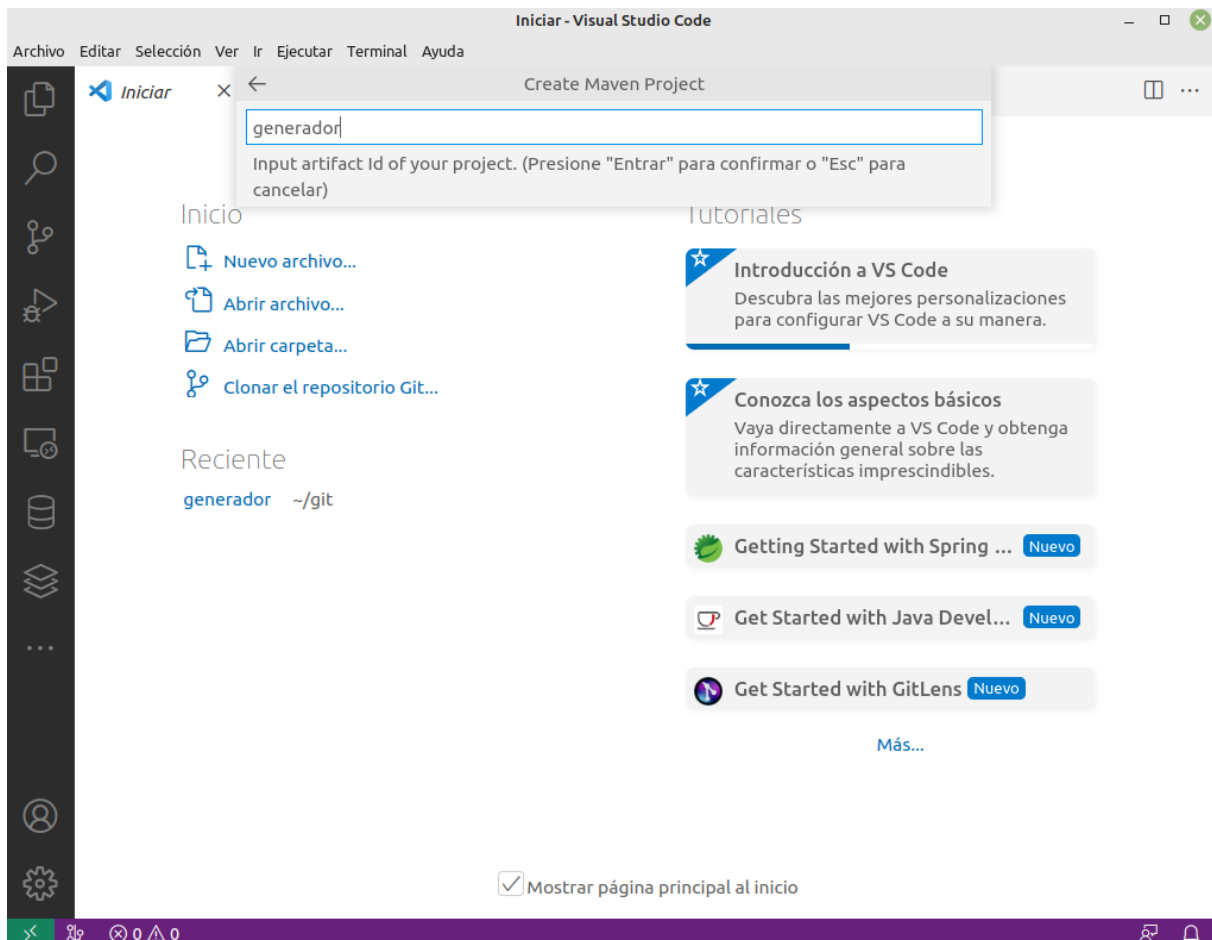 Iniciar - Visual Studio Code
Archivo Editar Selección Ver Ir Ejecutar Terminal Ayuda
Iniciar
Create Maven Project
generador
Input artifact Id of your project. (Presione "Entrar" para confirmar o "Esc" para
cancelar)
Inicio
Nuevo archivo...
Abrir archivo...
Abrir carpeta...
Clonar el repositorio Git...
Reciente
generador ~/git
Tutoriales
Introducción a VS Code
Descubra las mejores personalizaciones
para configurar VS Code a su manera.
Conozca los aspectos básicos
Vaya directamente a VS Code y obtenga
información general sobre las
características imprescindibles.
Getting Started with Spring ... Nuevo
Get Started with Java Devel... Nuevo
Get Started with GitLens Nuevo
Más...
Mostrar página principal al inicio
0 0